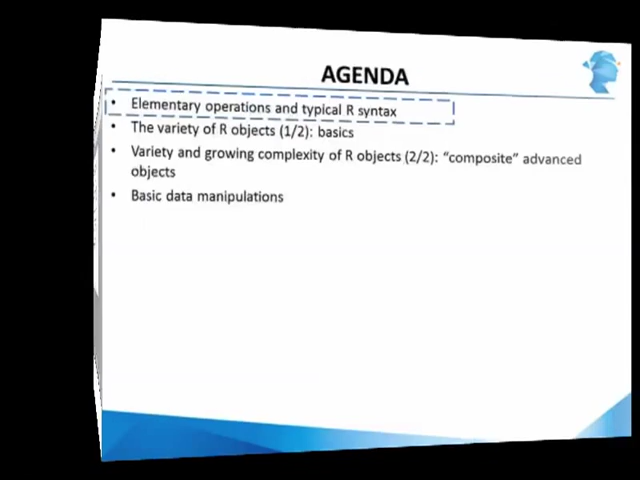 AGENDA
• Elementary operations and typical R syntax
• The variety of R objects (1/2): basics
• Variety and growing complexity of R objects (2/2): “composite” advanced
objects
• Basic data manipulations